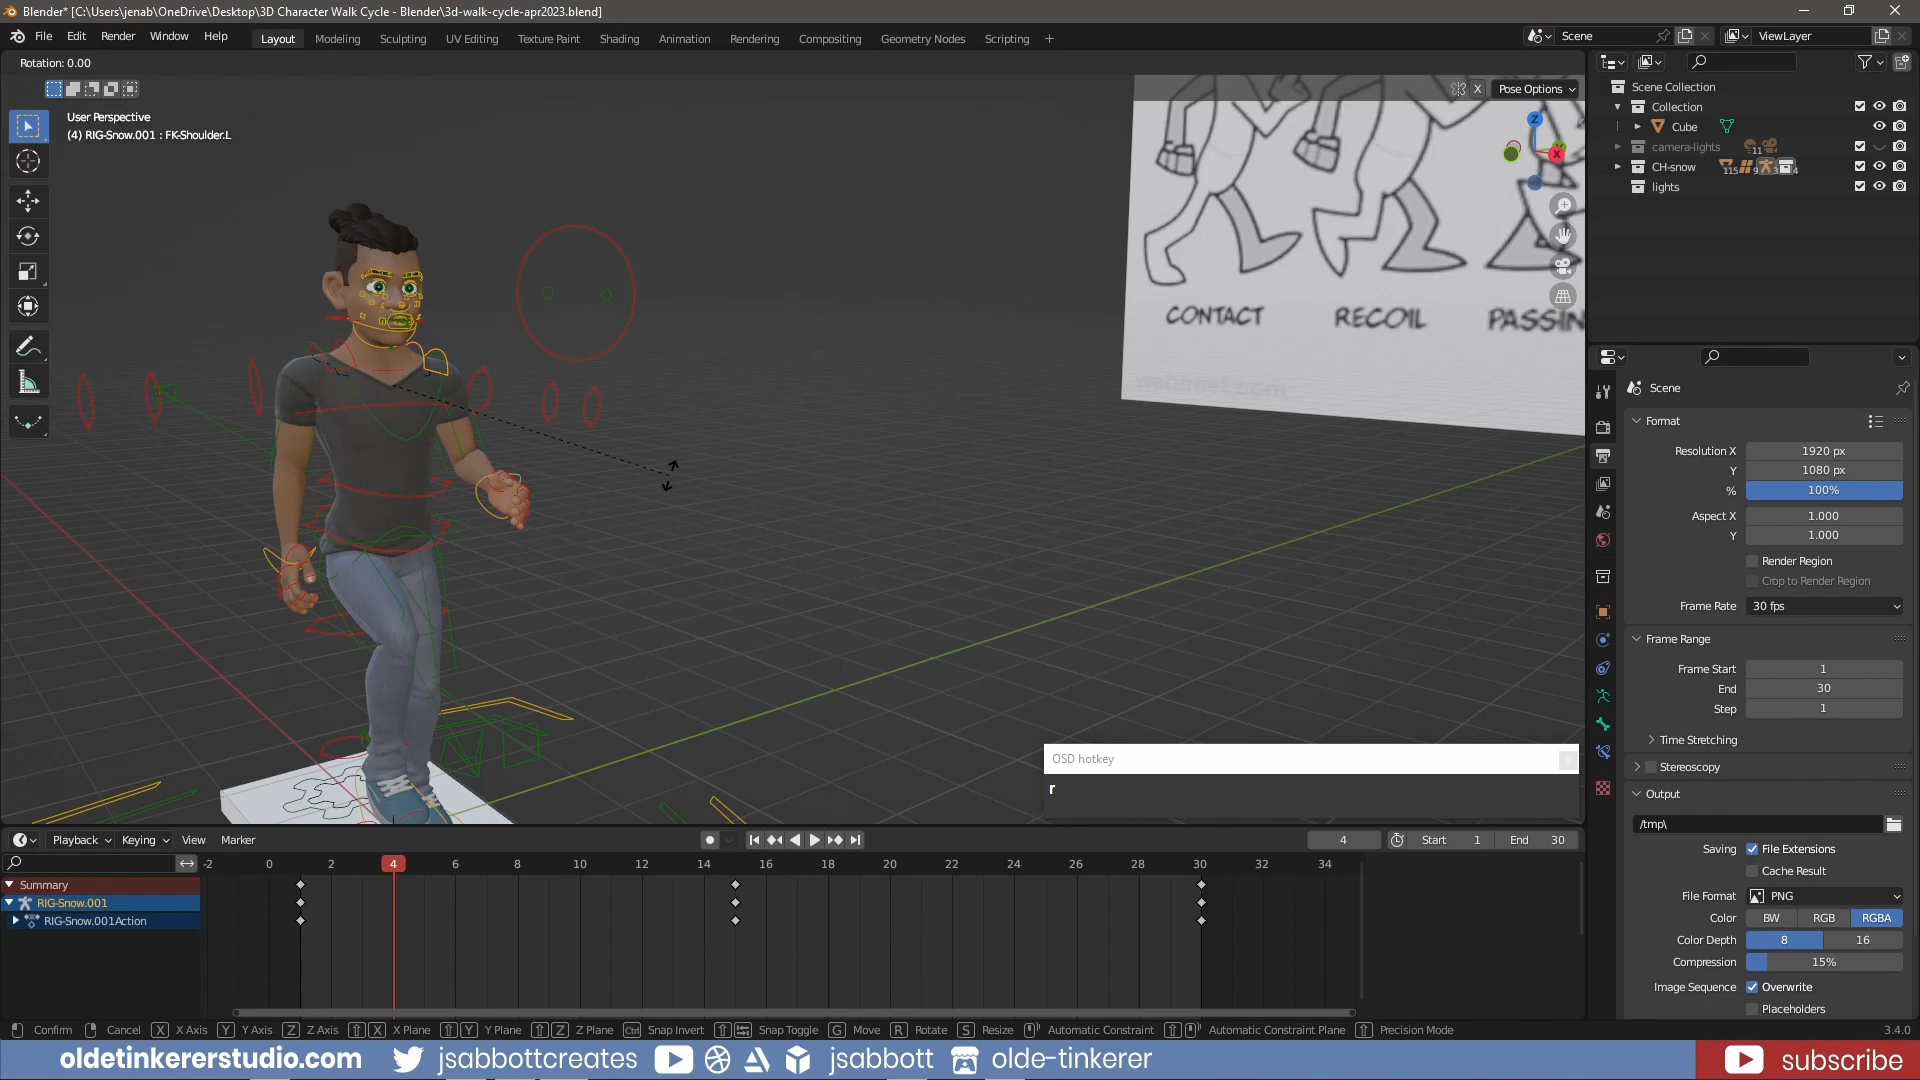 Blender* [C:\Users\jenab\OneDrive\Desktop\3D Character Walk Cycle - Blender\3d-walk-cycle-apr2023.blend]
File Edit Render Window Help Layout Modeling Sculpting UV Editing Texture Paint Shading Animation Rendering Compositing Geometry Nodes Scripting + Scene ViewLayer
Rotation: 0.00
X Pose Options
User Perspective
(4) RIG-Snow.001 : FK-Shoulder.L
Z
X
CONTACT RECOIL PASSIN
Scene Collection
Collection
Cube
camera-lights 11
CH-snow 115 9 3 4
lights
Scene
Format
Resolution X 1920 px
Y 1080 px
% 100%
Aspect X 1.000
Y 1.000
Render Region
Crop to Render Region
Frame Rate 30 fps
Frame Range
Frame Start 1
End 30
Step 1
Time Stretching
Stereoscopy
Output
/tmp\
Saving File Extensions
Cache Result
File Format PNG
Color BW RGB RGBA
Color Depth 8 16
Compression 15%
Image Sequence Overwrite
Placeholders
OSD hotkey
r
Playback Keying View Marker 4 Start 1 End 30
-2 0 2 4 6 8 10 12 14 16 18 20 22 24 26 28 30 32 34
Summary
RIG-Snow.001
RIG-Snow.001Action
Confirm Cancel X X Axis Y Y Axis Z Z Axis X X Plane Y Y Plane Z Z Plane Ctrl Snap Invert Snap Toggle G Move R Rotate S Resize Automatic Constraint Automatic Constraint Plane Precision Mode 3.4.0
oldetinkererstudio.com jsabbottcreates jsabbott olde-tinkerer subscribe